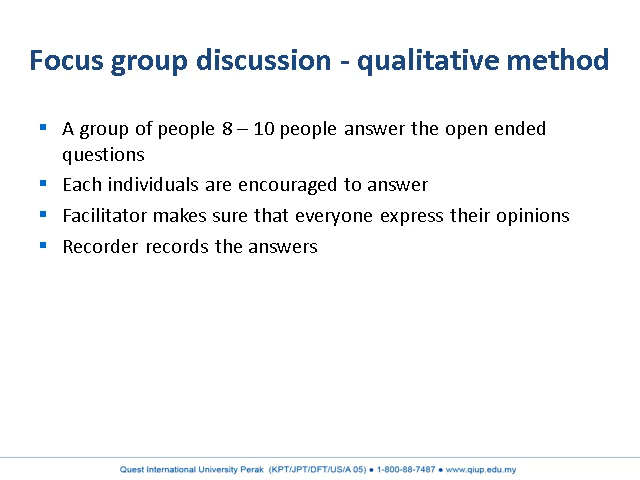 Focus group discussion - qualitative method
▪ A group of people 8 – 10 people answer the open ended
questions
▪ Each individuals are encouraged to answer
▪ Facilitator makes sure that everyone express their opinions
▪ Recorder records the answers
Quest International University Perak (KPT/JPT/DFT/US/A 05) ● 1-800-88-7487 ● www.qiup.edu.my